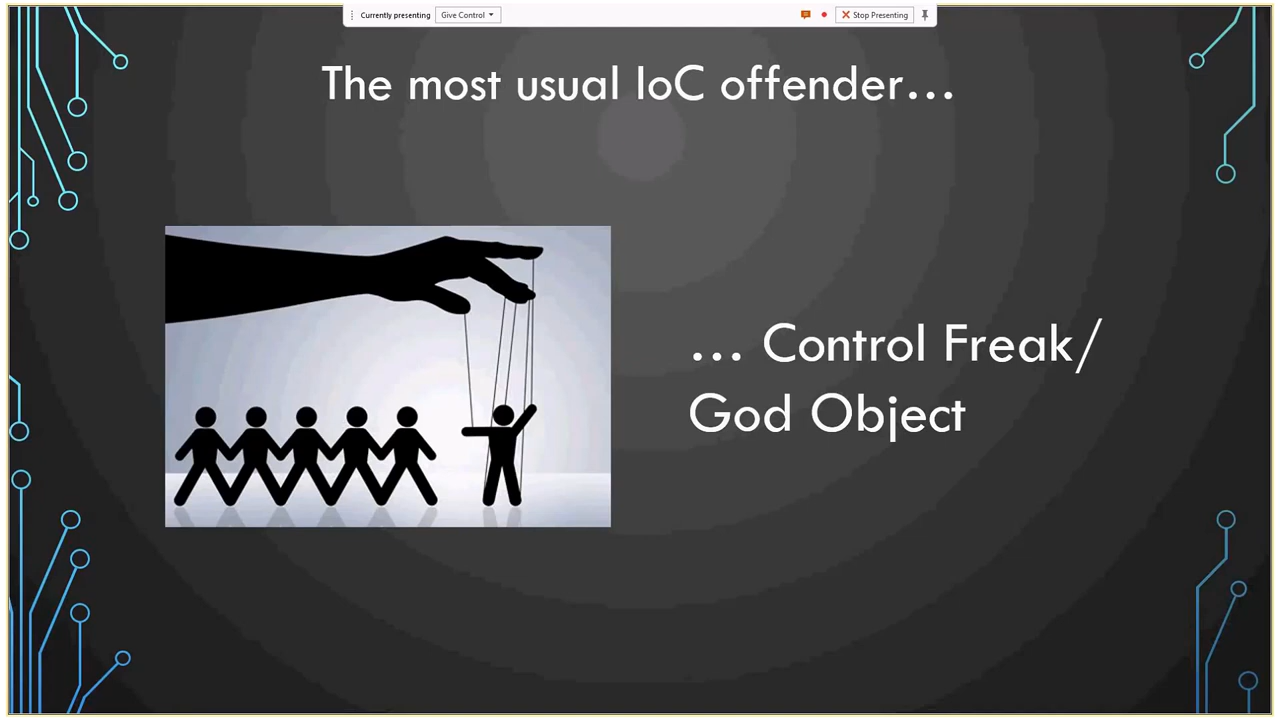 Currently presenting Give Control Stop Presenting
The most usual IoC offender...
... Control Freak/
God Object